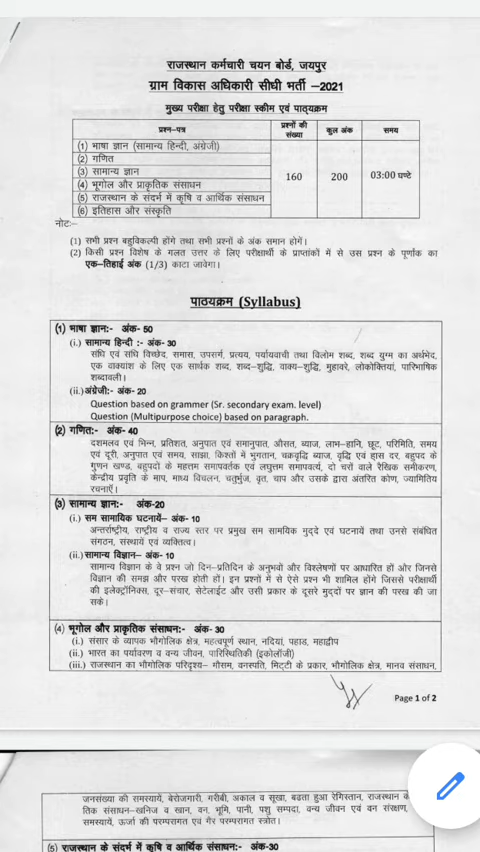 राजस्थान कर्मचारी चयन बोर्ड, जयपुर
ग्राम विकास अधिकारी सीधी भर्ती –2021
मुख्य परीक्षा हेतु परीक्षा स्कीम एवं पाठ्यक्रम
प्रश्न–पत्र
प्रश्नों की संख्या
कुल अंक
समय
(1) भाषा ज्ञान (सामान्य हिन्दी, अंग्रेजी)
(2) गणित
(3) सामान्य ज्ञान
(4) भूगोल और प्राकृतिक संसाधन
(5) राजस्थान के संदर्भ में कृषि व आर्थिक संसाधन
(6) इतिहास और संस्कृति
160
200
03:00 घण्टे
नोटः–
(1) सभी प्रश्न बहुविकल्पी होंगे तथा सभी प्रश्नों के अंक समान होगें।
(2) किसी प्रश्न विशेष के गलत उत्तर के लिए परीक्षार्थी के प्राप्तांकों में से उस प्रश्न के पूर्णांक का
एक–तिहाई अंक (1/3) काटा जावेगा।
पाठयक्रम (Syllabus)
(1) भाषा ज्ञान:- अंक- 50
(i.) सामान्य हिन्दी :- अंक- 30
संधि एवं संधि विच्छेद, समास, उपसर्ग, प्रत्यय, पर्यायवाची तथा विलोम शब्द, शब्द युग्म का अर्थभेद,
एक वाक्यांश के लिए एक सार्थक शब्द, शब्द–शुद्धि, वाक्य–शुद्धि, मुहावरे, लोकोक्तियां, पारिभाषिक
शब्दावली।
(ii.) अंग्रेजी:- अंक- 20
Question based on grammer (Sr. secondary exam. level)
Question (Multipurpose choice) based on paragraph.
(2) गणित:- अंक- 40
दशमलव एवं भिन्न, प्रतिशत, अनुपात एवं समानुपात, औसत, ब्याज, लाभ–हानि, छूट, परिमिति, समय
एवं दूरी, अनुपात एवं समय, साझा, किश्तों में भुगतान, चक्रवृद्धि ब्याज, वृद्धि एवं हास दर, बहुपद के
गुणन खण्ड, बहुपदों के महत्तम समापवर्तक एवं लघुत्तम समापवर्त्य, दो चरों वाले रैखिक समीकरण,
केन्द्रीय प्रवृति के माप, माध्य विचलन, चतुर्भुज, वृत, चाप और उसके द्वारा अंतरित कोण, ज्यामितिय
रचनाएँ।
(3) सामान्य ज्ञान:- अंक-20
(i.) सम सामायिक घटनायें– अंक- 10
अन्तर्राष्ट्रीय, राष्ट्रीय व राज्य स्तर पर प्रमुख सम सामयिक मुद्दे एवं घटनायें तथा उनसे संबंधित
संगठन, संस्थायें एवं व्यक्तित्व।
(ii.) सामान्य विज्ञान– अंक- 10
सामान्य विज्ञान के वे प्रश्न जो दिन–प्रतिदिन के अनुभवो और विश्लेषणों पर आधारित हों ओर जिनसे
विज्ञान की समझ और परख होती हों। इन प्रश्नों में से ऐसे प्रश्न भी शामिल होंगे जिससे परीक्षार्थी
की इलेक्ट्रॉनिक्स, दूर–संचार, सेटेलाईट और उसी प्रकार के दूसरे मुद्दों पर ज्ञान की परख की जा
सके।
(4) भूगोल और प्राकृतिक संसाधन:- अंक- 30
(i.) संसार के व्यापक भौगोलिक क्षेत्र, महत्वपूर्ण स्थान, नदियां, पहाड, महाद्वीप
(ii.) भारत का पर्यावरण व वन्य जीवन, पारिस्थितिकी (इकोलॉजी)
(iii.) राजस्थान का भौगोलिक परिदृश्य– मौसम, वनस्पति, मिट्टी के प्रकार, भौगोलिक क्षेत्र, मानव संसाधन,
Page 1 of 2
जनसंख्या की समस्यायें, बेरोजगारी, गरीबी, अकाल व सूखा, बढता हुआ रेगिस्तान, राजस्थान
तिक संसाधन–खनिज व खान, वन, भूमि, पानी, पशु सम्पदा, वन्य जीवन एवं वन संरक्षण,
समस्यायें, ऊर्जा की परम्परागत एवं गैर परम्परागत स्त्रोत।
(5) राजस्थान के संदर्भ में कृषि व आर्थिक संसाधन:- अंक-30